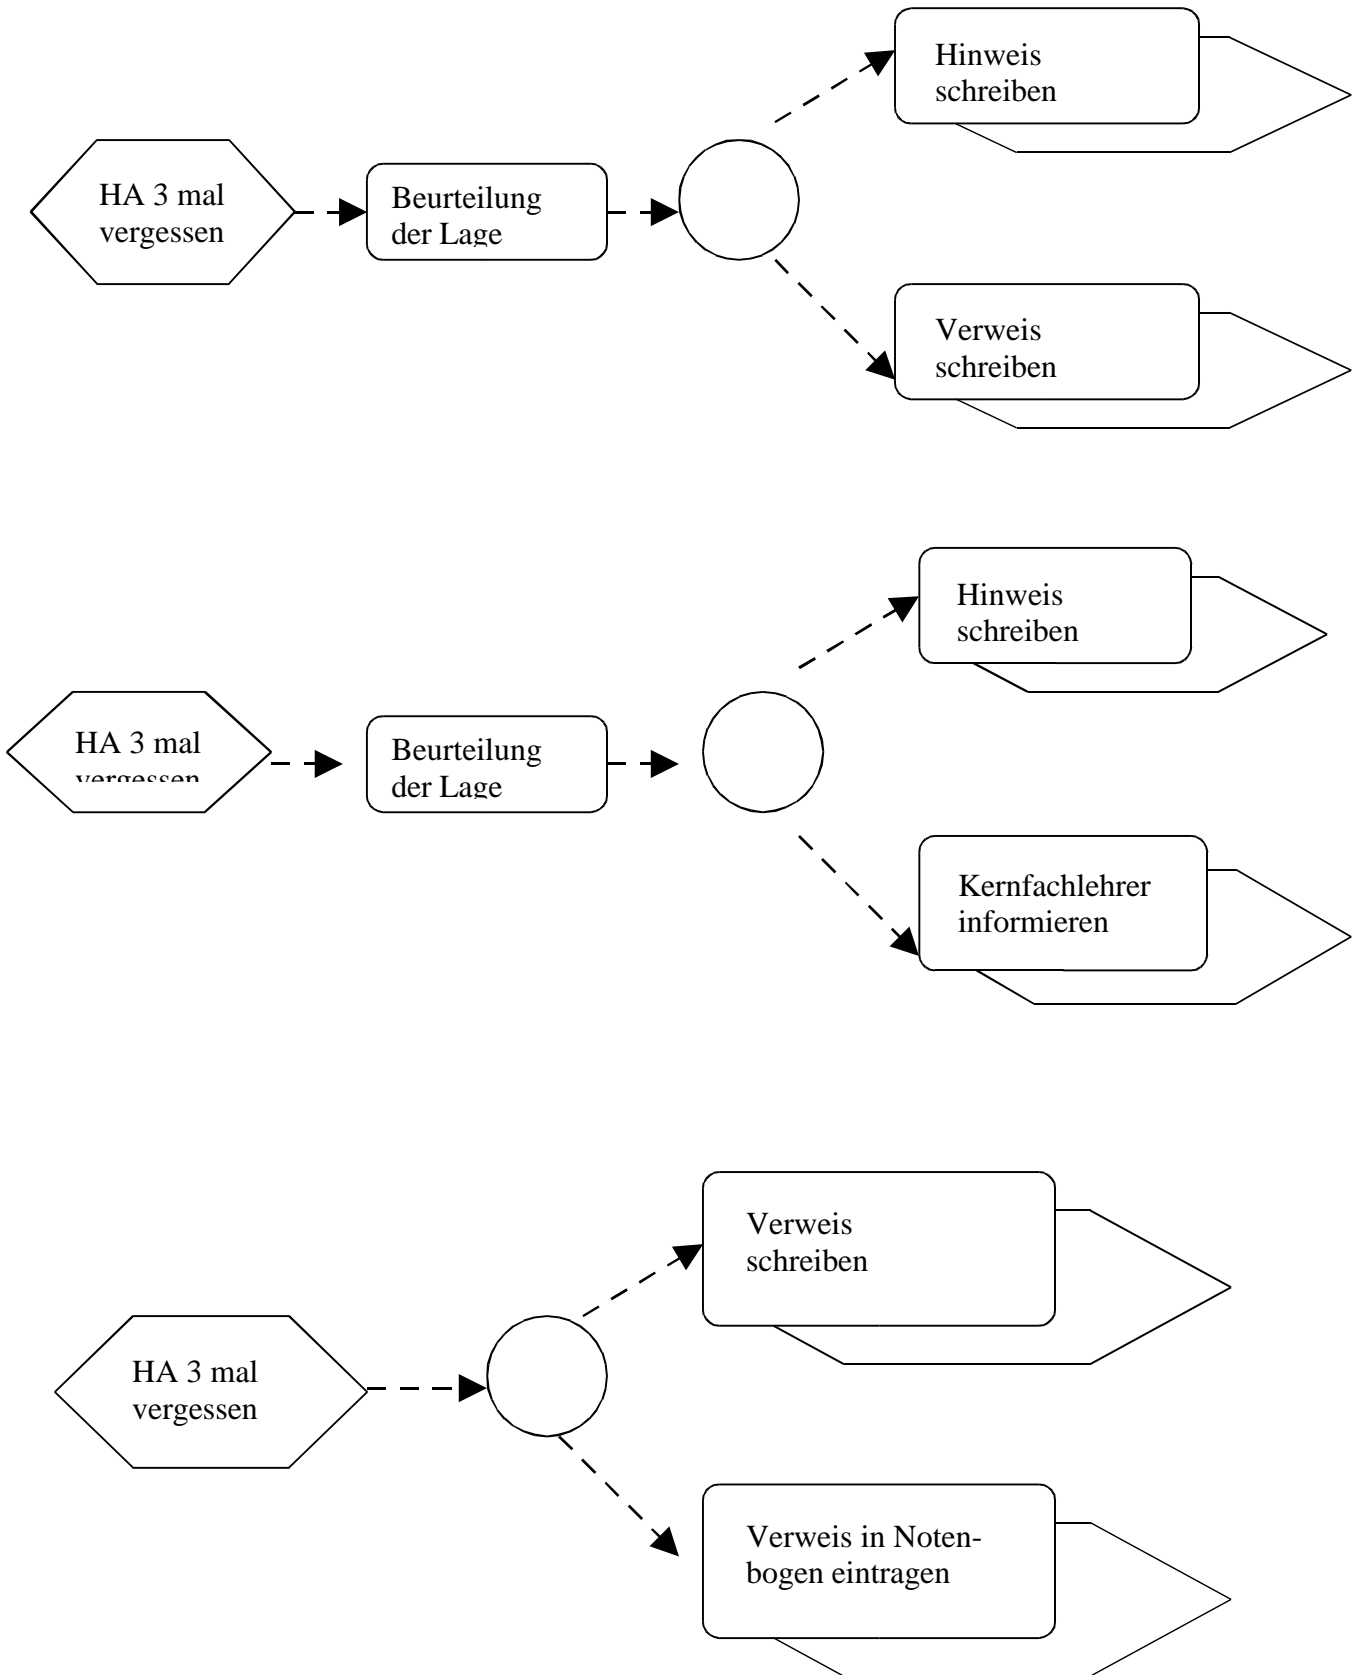 Hinweis
schreiben
HA 3 mal
vergessen
Beurteilung
der Lage
Verweis
schreiben
Hinweis
schreiben
HA 3 mal
vergessen
Beurteilung
der Lage
Kernfachlehrer
informieren
Verweis
schreiben
HA 3 mal
vergessen
Verweis in Noten-
bogen eintragen